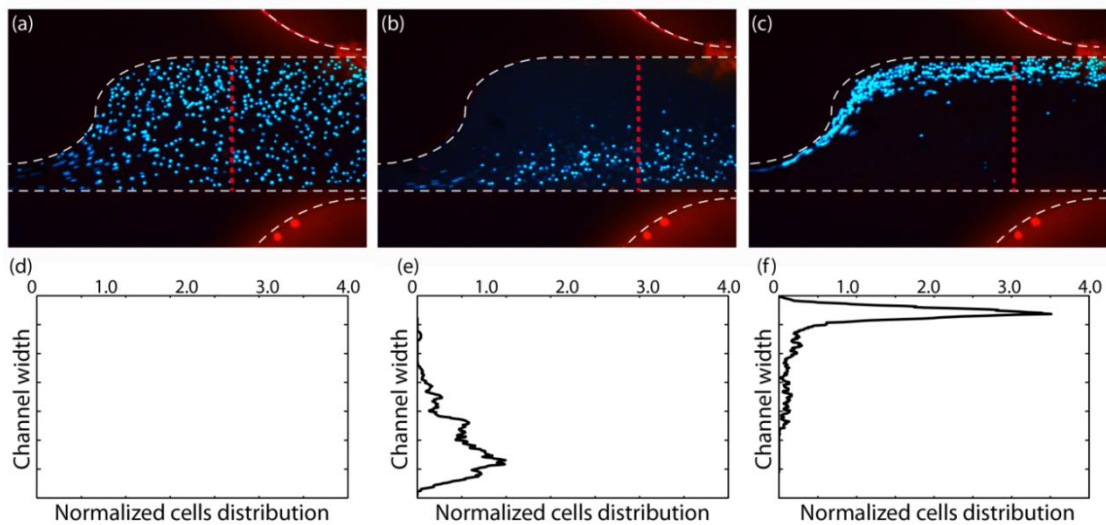 (a) (b) (c)
(d) (e) (f)
1.0 2.0 3.0 4.0 0 1.0 2.0 3.0 4.0 0 1.0 2.0 3.0 4.0
Channel width Channel width Channel width
Normalized cells distribution Normalized cells distribution Normalized cells distribution